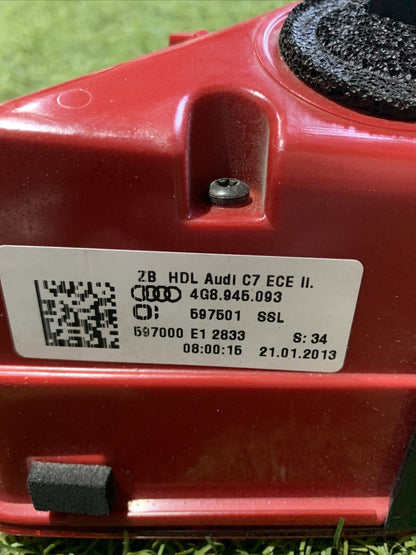 ZB HDL Audi C7 ECE II.
4G8.945.093
597501 SSL
597000 E1 2833 S: 34
08:00:15 21.01.2013